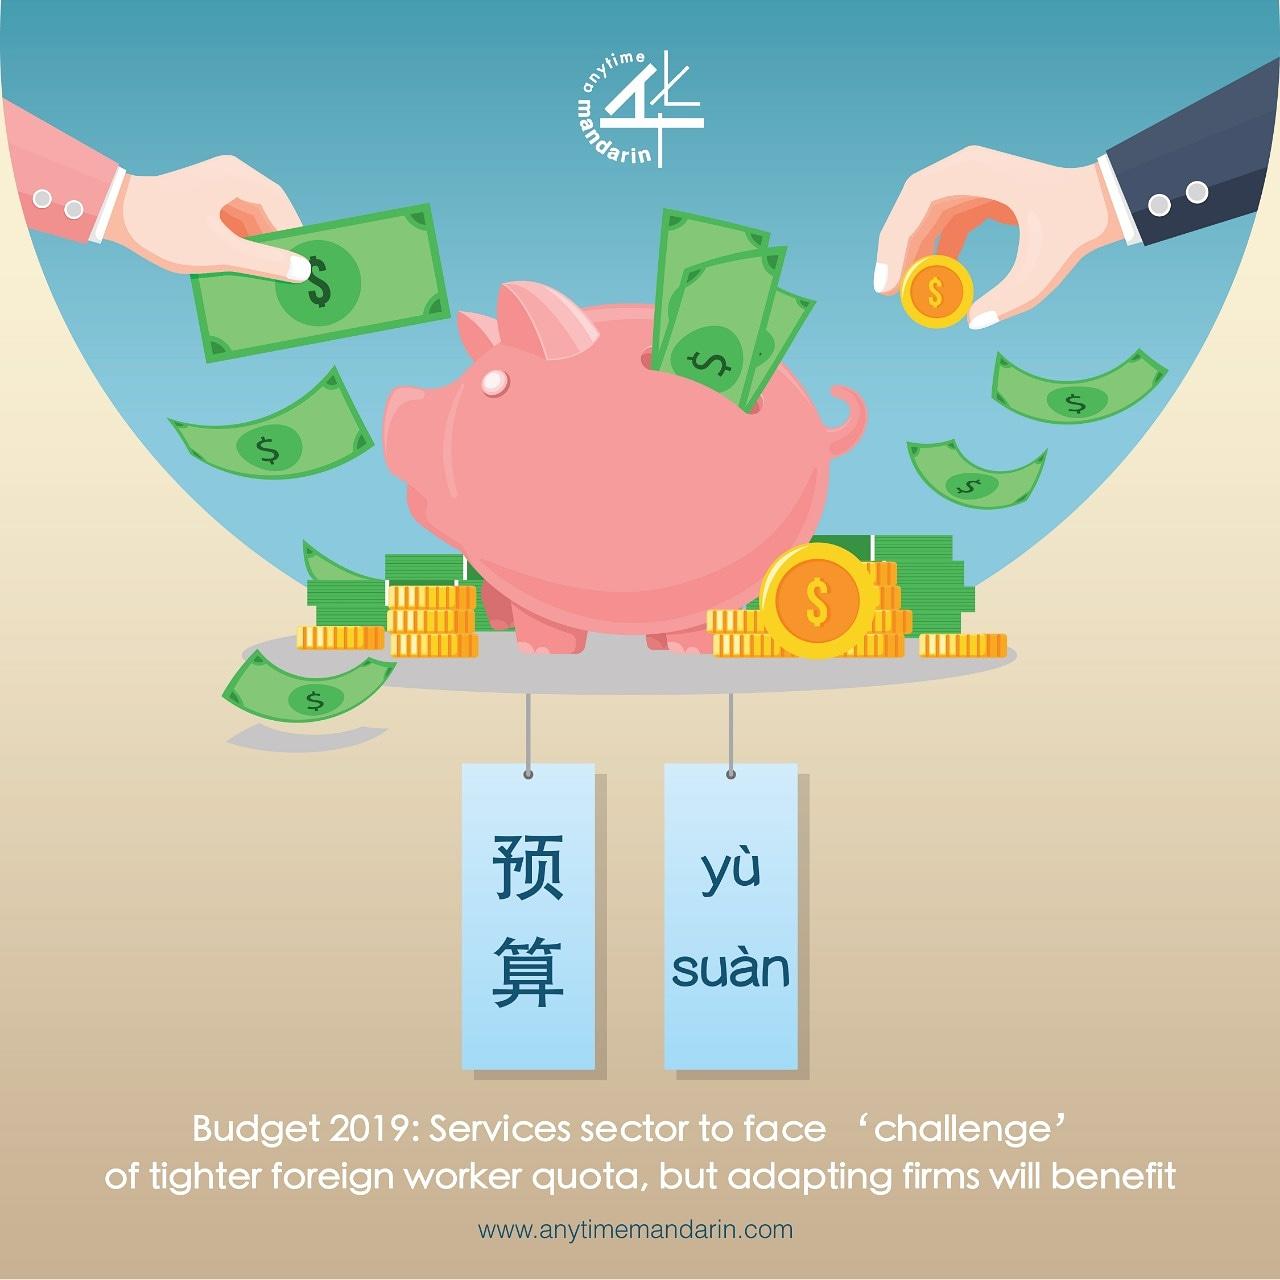 anytime
mandarin
华
$
$
$
$
$
$
$
$
$
预
算
yù
suàn
Budget 2019: Services sector to face ‘challenge’
of tighter foreign worker quota, but adapting firms will benefit
www.anytimemandarin.com